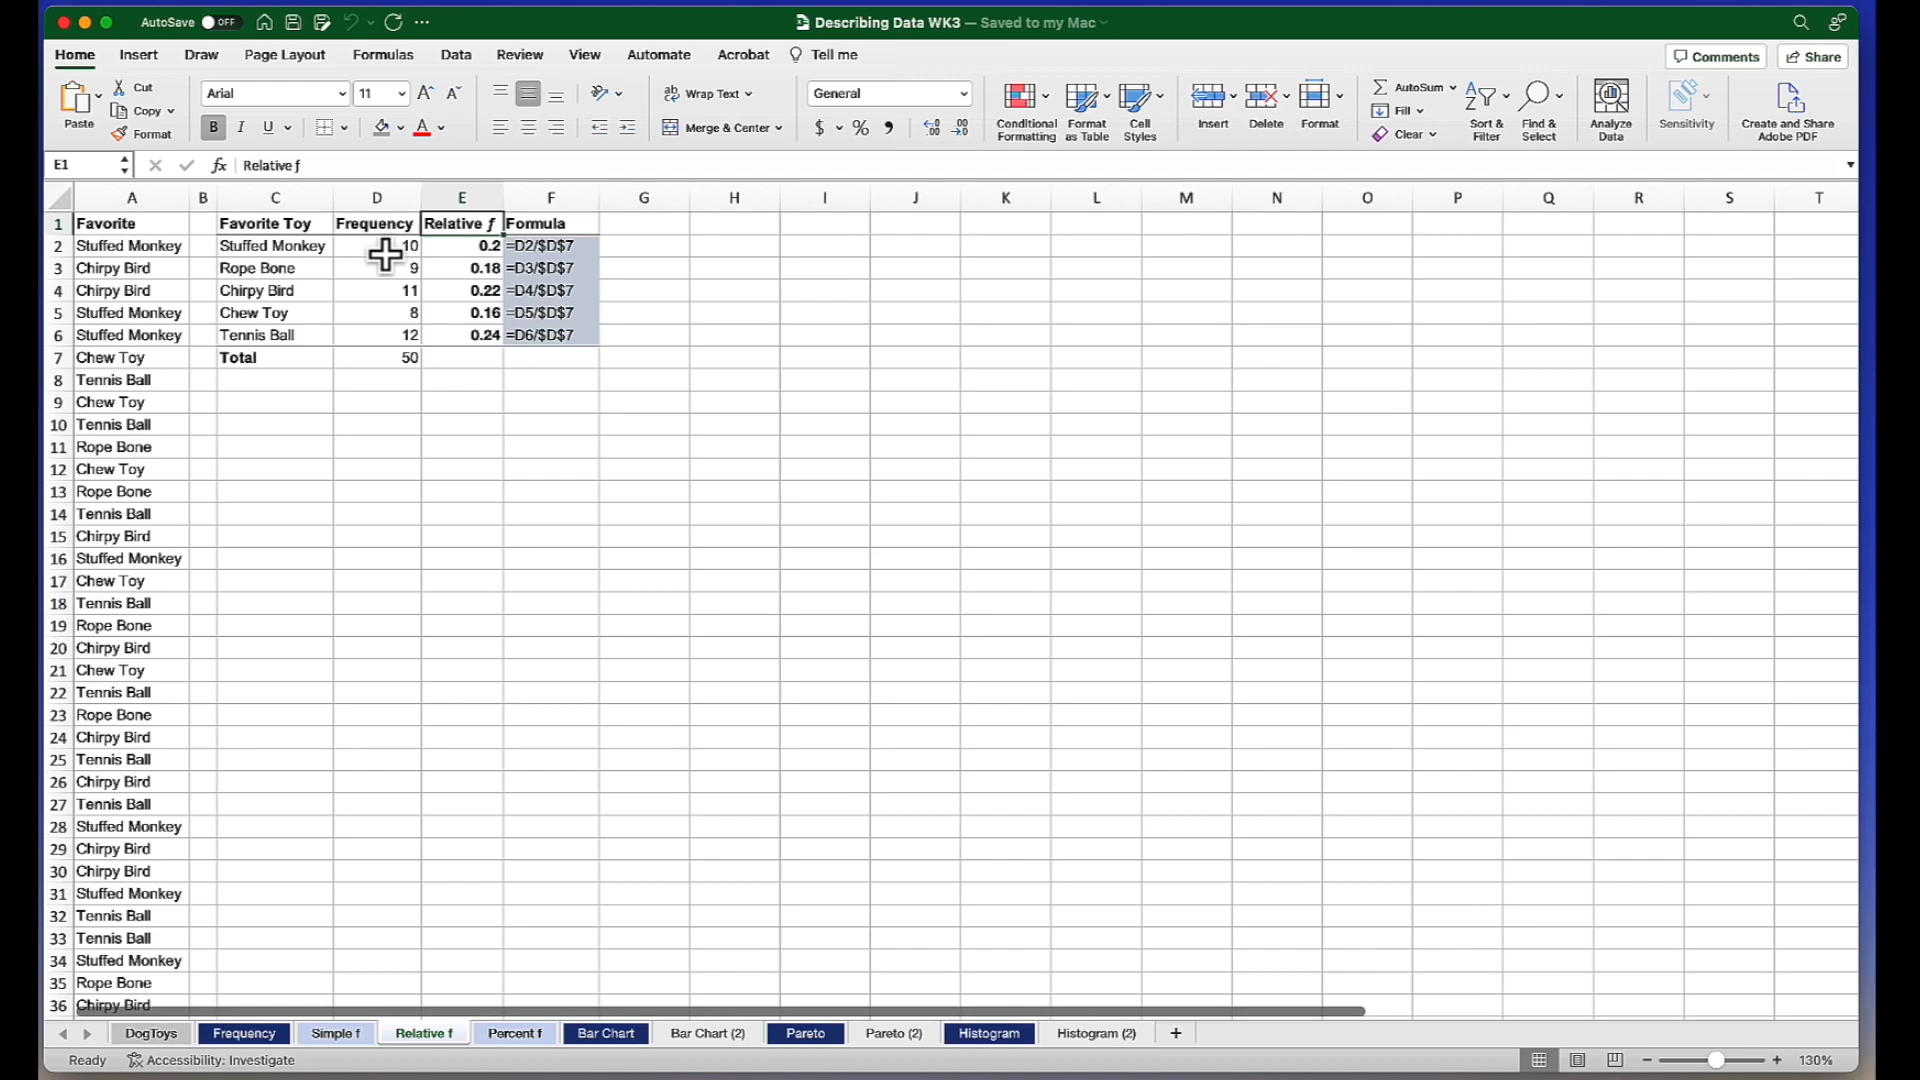 AutoSave OFF Describing Data WK3 — Saved to my Mac
Home Insert Draw Page Layout Formulas Data Review View Automate Acrobat Tell me Comments Share
Paste Cut Copy Format Arial 11 Wrap Text General Conditional Formatting Format as Table Cell Styles Insert Delete Format AutoSum Fill Clear Sort & Filter Find & Select Analyze Data Sensitivity Create and Share Adobe PDF
B I U Merge & Center $ %
E1 fx Relative ƒ
A B C D E F G H I J K L M N O P Q R S T
1 Favorite Favorite Toy Frequency Relative ƒ Formula
2 Stuffed Monkey Stuffed Monkey 10 0.2 =D2/$D$7
3 Chirpy Bird Rope Bone 9 0.18 =D3/$D$7
4 Chirpy Bird Chirpy Bird 11 0.22 =D4/$D$7
5 Stuffed Monkey Chew Toy 8 0.16 =D5/$D$7
6 Stuffed Monkey Tennis Ball 12 0.24 =D6/$D$7
7 Chew Toy Total 50
8 Tennis Ball
9 Chew Toy
10 Tennis Ball
11 Rope Bone
12 Chew Toy
13 Rope Bone
14 Tennis Ball
15 Chirpy Bird
16 Stuffed Monkey
17 Chew Toy
18 Tennis Ball
19 Rope Bone
20 Chirpy Bird
21 Chew Toy
22 Tennis Ball
23 Rope Bone
24 Chirpy Bird
25 Tennis Ball
26 Chirpy Bird
27 Tennis Ball
28 Stuffed Monkey
29 Chirpy Bird
30 Chirpy Bird
31 Stuffed Monkey
32 Tennis Ball
33 Tennis Ball
34 Stuffed Monkey
35 Rope Bone
36 Chirpy Bird
DogToys Frequency Simple f Relative f Percent f Bar Chart Bar Chart (2) Pareto Pareto (2) Histogram Histogram (2) +
Ready Accessibility: Investigate 130%